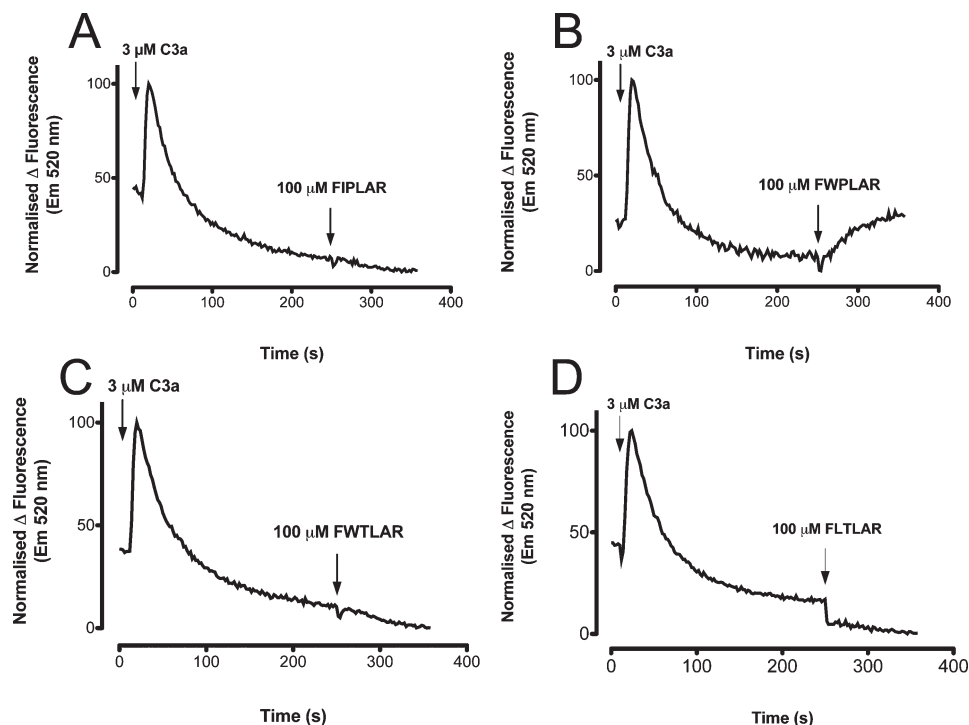 A
3 μM C3a
Normalised Δ Fluorescence
(Em 520 nm)
100
50
0
100 μM FIPLAR
0 100 200 300 400
Time (s)
B
3 μM C3a
Normalised Δ Fluorescence
(Em 520 nm)
100
50
0
100 μM FWPLAR
0 100 200 300 400
Time (s)
C
3 μM C3a
Normalised Δ Fluorescence
(Em 520 nm)
100
50
0
100 μM FWTLAR
0 100 200 300 400
Time (s)
D
3 μM C3a
Normalised Δ Fluorescence
(Em 520 nm)
100
50
0
100 μM FLTLAR
0 100 200 300 400
Time (s)